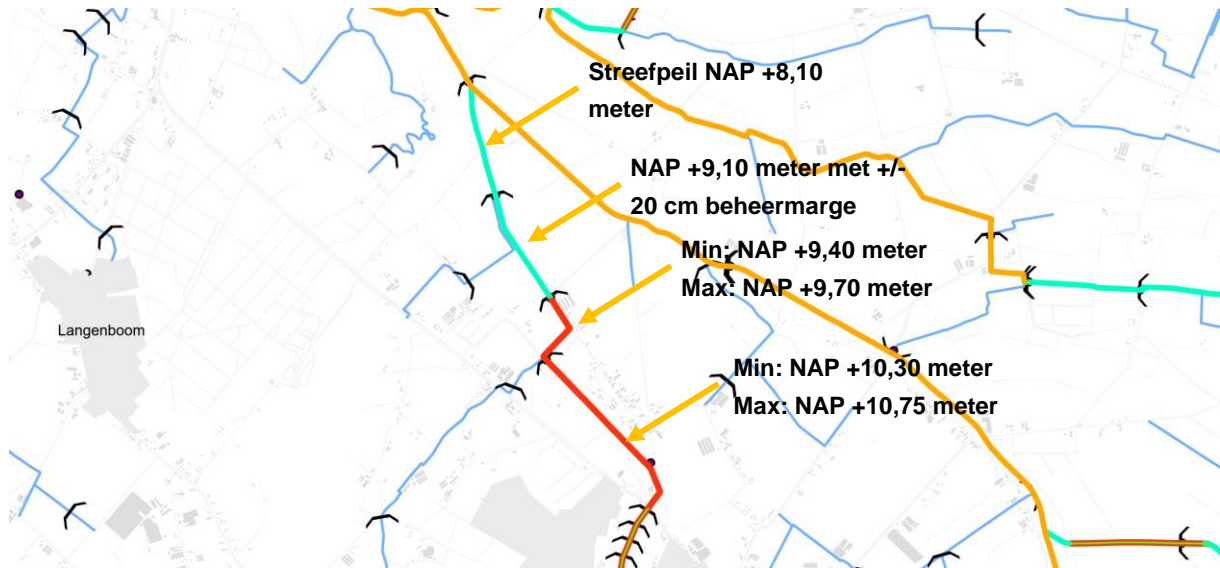 Streefpeil NAP +8,10
meter
NAP +9,10 meter met +/-
20 cm beheermarge
Min: NAP +9,40 meter
Max: NAP +9,70 meter
Langenboom
Min: NAP +10,30 meter
Max: NAP +10,75 meter